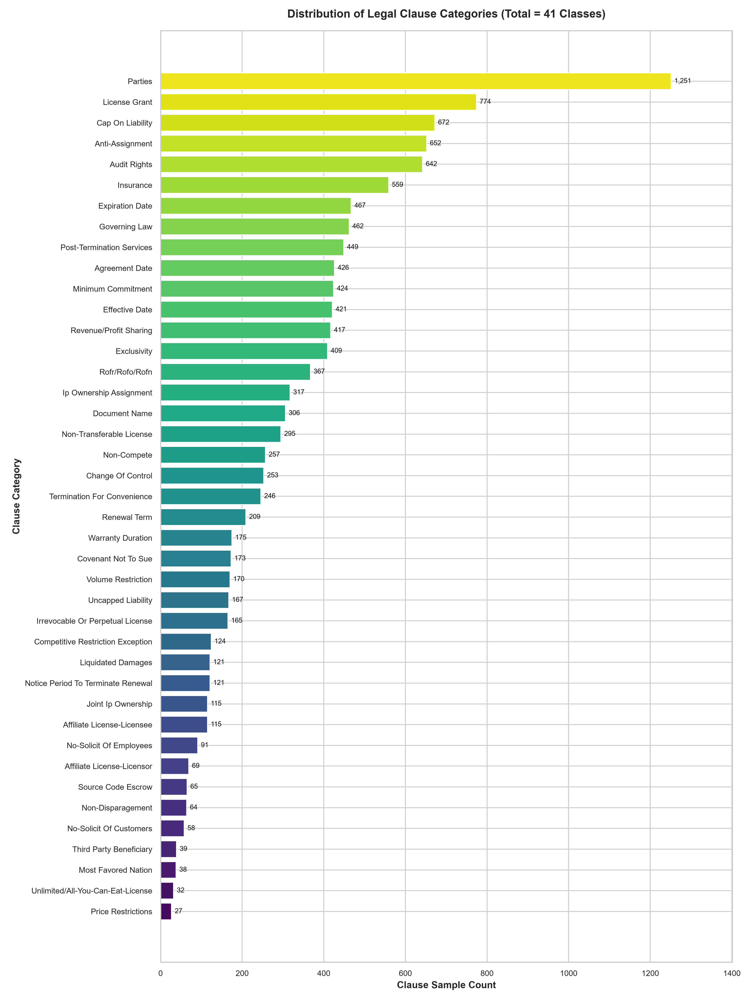 Distribution of Legal Clause Categories (Total = 41 Classes)
Clause Category
Parties 1,251
License Grant 774
Cap On Liability 672
Anti-Assignment 652
Audit Rights 642
Insurance 559
Expiration Date 467
Governing Law 462
Post-Termination Services 449
Agreement Date 426
Minimum Commitment 424
Effective Date 421
Revenue/Profit Sharing 417
Exclusivity 409
Rofr/Rofo/Rofn 367
Ip Ownership Assignment 317
Document Name 306
Non-Transferable License 295
Non-Compete 257
Change Of Control 253
Termination For Convenience 246
Renewal Term 209
Warranty Duration 175
Covenant Not To Sue 173
Volume Restriction 170
Uncapped Liability 167
Irrevocable Or Perpetual License 165
Competitive Restriction Exception 124
Liquidated Damages 121
Notice Period To Terminate Renewal 121
Joint Ip Ownership 115
Affiliate License-Licensee 115
No-Solicit Of Employees 91
Affiliate License-Licensor 69
Source Code Escrow 65
Non-Disparagement 64
No-Solicit Of Customers 58
Third Party Beneficiary 39
Most Favored Nation 38
Unlimited/All-You-Can-Eat-License 32
Price Restrictions 27
0 200 400 600 800 1000 1200 1400
Clause Sample Count